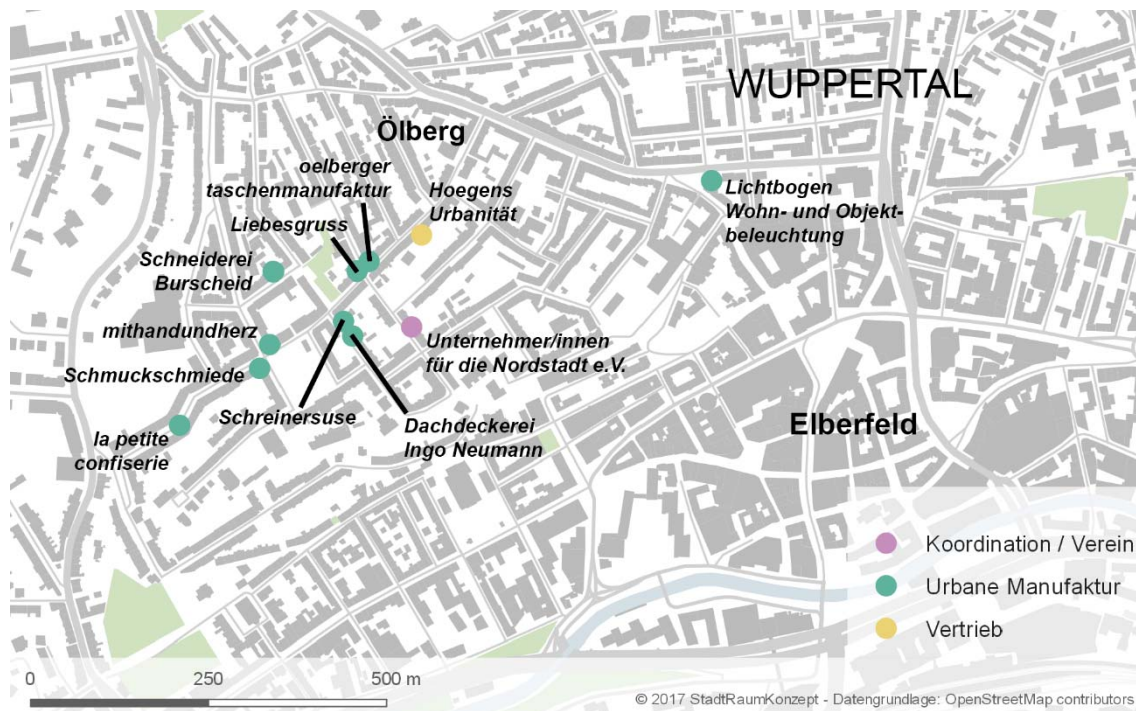 WUPPERTAL
Ölberg
oelberger
taschenmanufaktur
Hoegens
Urbanität
Liebesgruss
Lichtbogen
Wohn- und Objekt-
beleuchtung
Schneiderei
Burscheid
mithandundherz
Unternehmer/innen
für die Nordstadt e.V.
Schmuckschmiede
Schreinersuse
Dachdeckerei
Ingo Neumann
Elberfeld
la petite
confiserie
Koordination / Verein
Urbane Manufaktur
Vertrieb
0 250 500 m
© 2017 StadtRaumKonzept - Datengrundlage: OpenStreetMap contributors